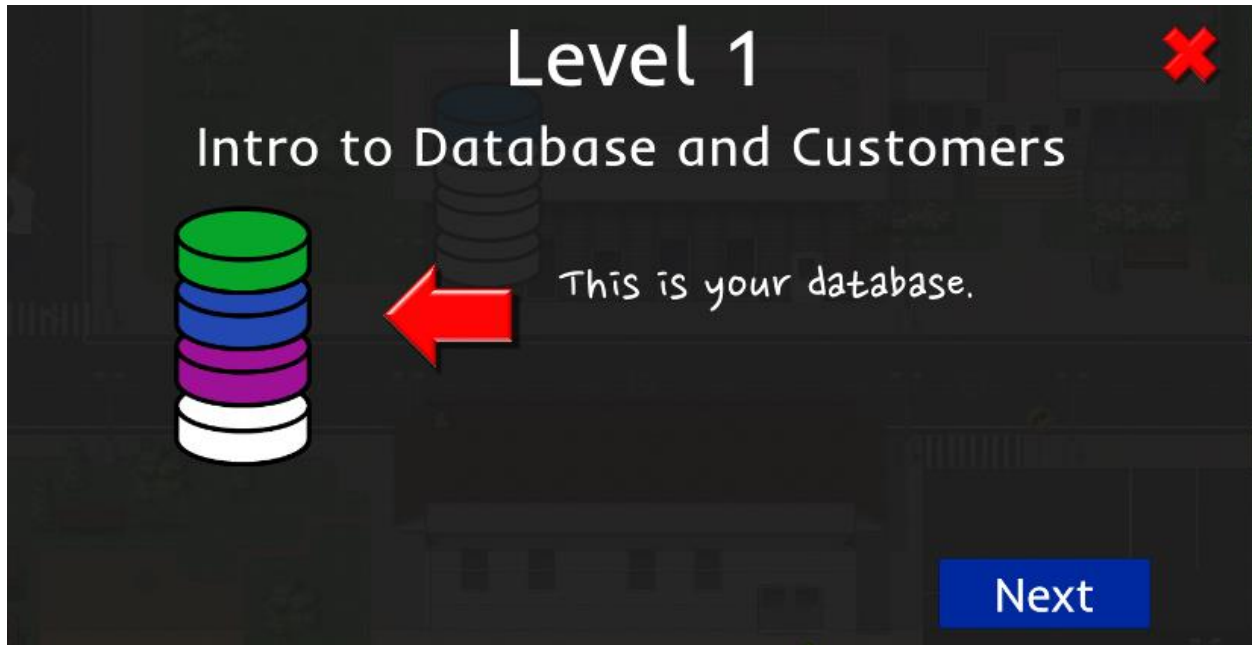 Level 1
Intro to Database and Customers
This is your database.
Next